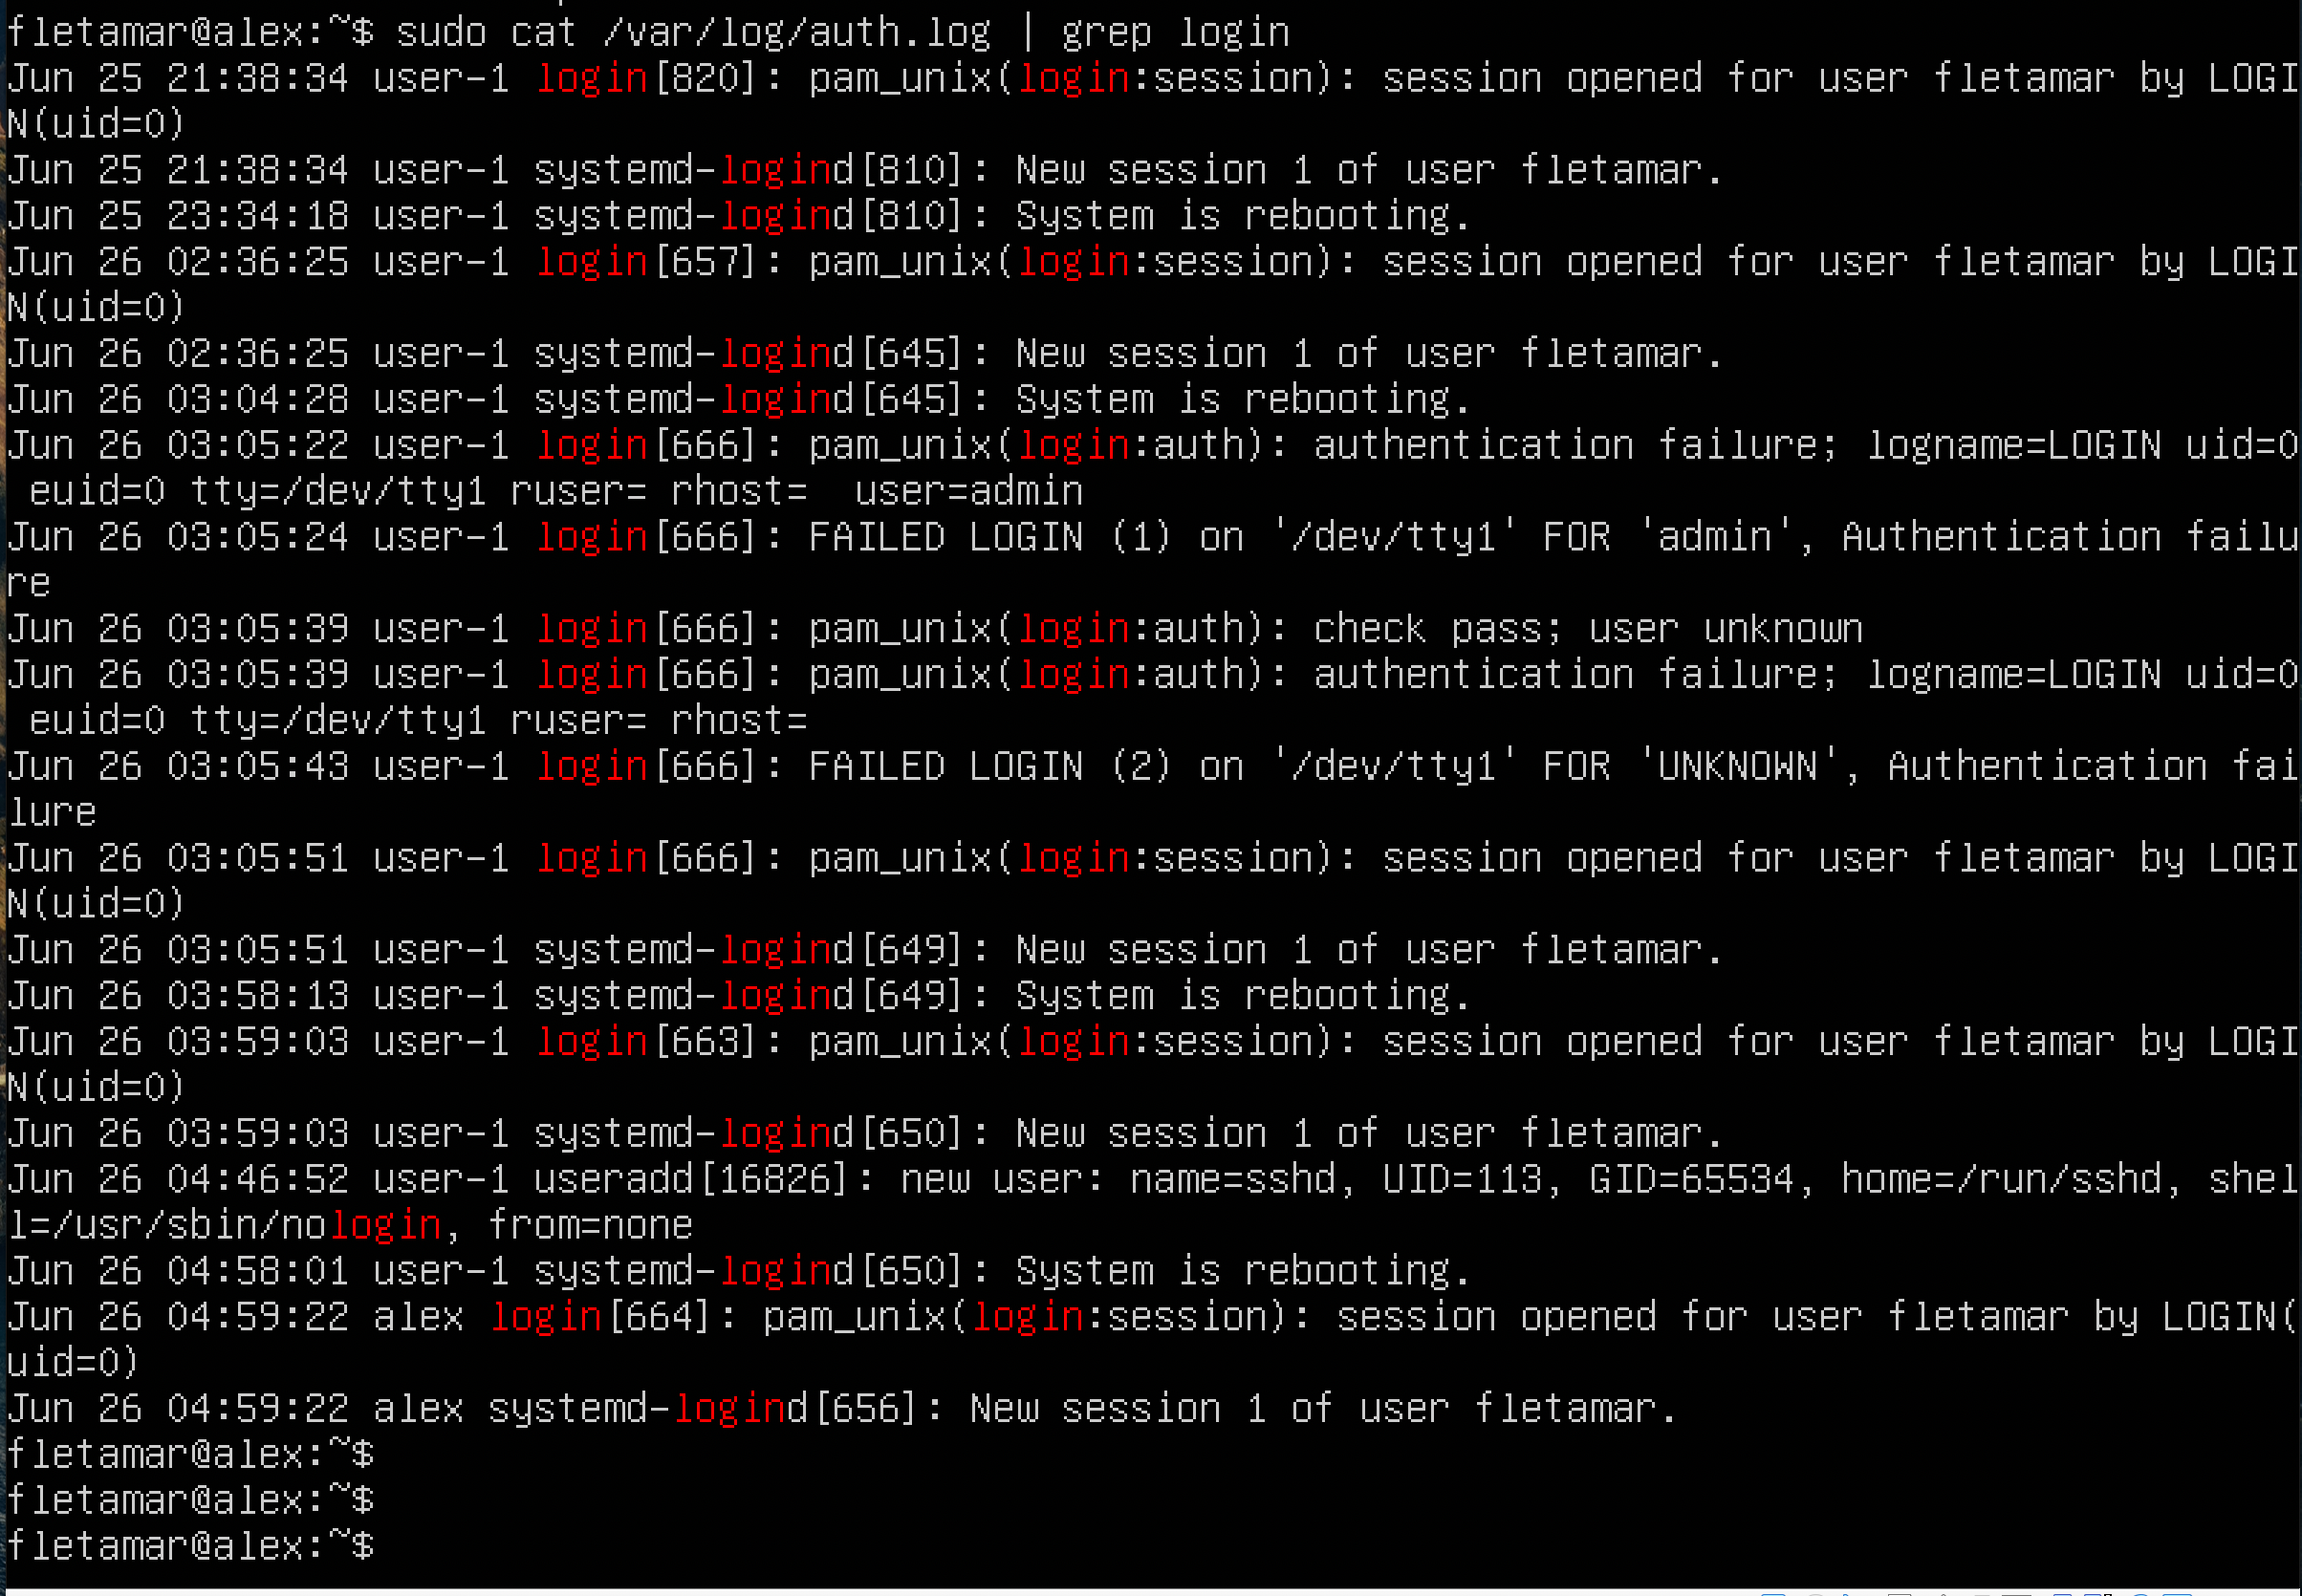 fletamar@alex:~$ sudo cat /var/log/auth.log | grep login
Jun 25 21:38:34 user-1 login[820]: pam_unix(login:session): session opened for user fletamar by LOGI
N(uid=0)
Jun 25 21:38:34 user-1 systemd-logind[810]: New session 1 of user fletamar.
Jun 25 23:34:18 user-1 systemd-logind[810]: System is rebooting.
Jun 26 02:36:25 user-1 login[657]: pam_unix(login:session): session opened for user fletamar by LOGI
N(uid=0)
Jun 26 02:36:25 user-1 systemd-logind[645]: New session 1 of user fletamar.
Jun 26 03:04:28 user-1 systemd-logind[645]: System is rebooting.
Jun 26 03:05:22 user-1 login[666]: pam_unix(login:auth): authentication failure; logname=LOGIN uid=0
 euid=0 tty=/dev/tty1 ruser= rhost=  user=admin
Jun 26 03:05:24 user-1 login[666]: FAILED LOGIN (1) on '/dev/tty1' FOR 'admin', Authentication failu
re
Jun 26 03:05:39 user-1 login[666]: pam_unix(login:auth): check pass; user unknown
Jun 26 03:05:39 user-1 login[666]: pam_unix(login:auth): authentication failure; logname=LOGIN uid=0
 euid=0 tty=/dev/tty1 ruser= rhost=
Jun 26 03:05:43 user-1 login[666]: FAILED LOGIN (2) on '/dev/tty1' FOR 'UNKNOWN', Authentication fai
lure
Jun 26 03:05:51 user-1 login[666]: pam_unix(login:session): session opened for user fletamar by LOGI
N(uid=0)
Jun 26 03:05:51 user-1 systemd-logind[649]: New session 1 of user fletamar.
Jun 26 03:58:13 user-1 systemd-logind[649]: System is rebooting.
Jun 26 03:59:03 user-1 login[663]: pam_unix(login:session): session opened for user fletamar by LOGI
N(uid=0)
Jun 26 03:59:03 user-1 systemd-logind[650]: New session 1 of user fletamar.
Jun 26 04:46:52 user-1 useradd[16826]: new user: name=sshd, UID=113, GID=65534, home=/run/sshd, shel
l=/usr/sbin/nologin, from=none
Jun 26 04:58:01 user-1 systemd-logind[650]: System is rebooting.
Jun 26 04:59:22 alex login[664]: pam_unix(login:session): session opened for user fletamar by LOGIN(
uid=0)
Jun 26 04:59:22 alex systemd-logind[656]: New session 1 of user fletamar.
fletamar@alex:~$
fletamar@alex:~$
fletamar@alex:~$